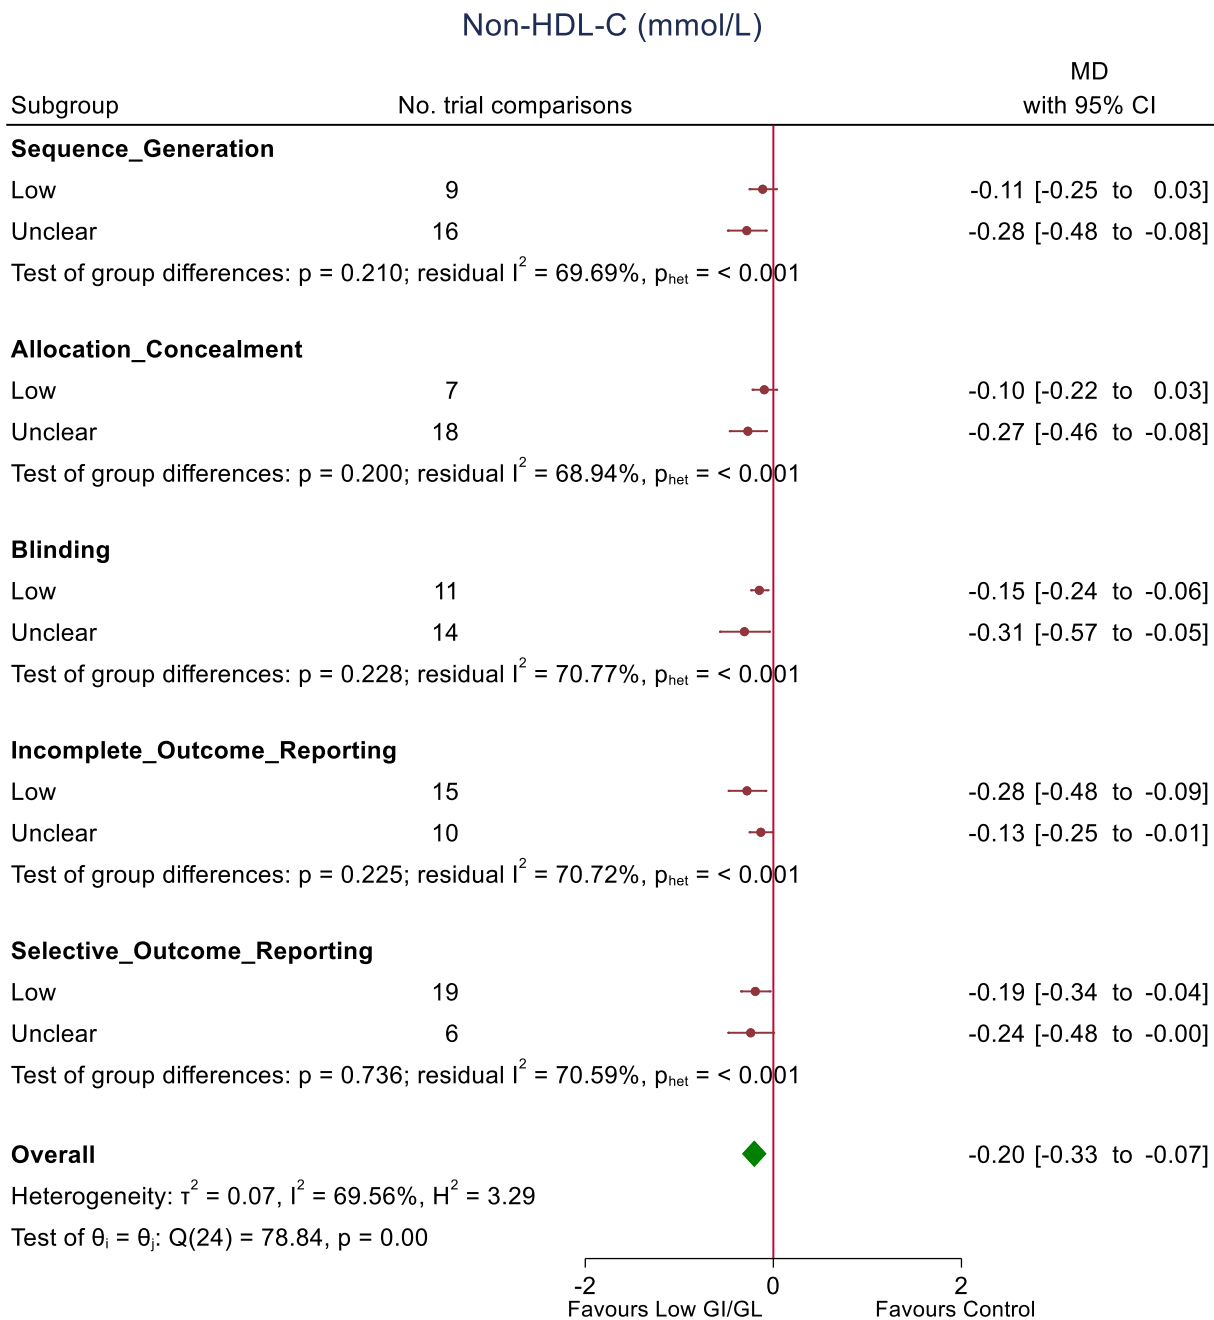 Non-HDL-C (mmol/L)
MD
Subgroup No. trial comparisons with 95% CI
Sequence_Generation
Low 9 -0.11 [-0.25 to 0.03]
Unclear 16 -0.28 [-0.48 to -0.08]
Test of group differences: p = 0.210; residual I² = 69.69%, phet = < 0.001
Allocation_Concealment
Low 7 -0.10 [-0.22 to 0.03]
Unclear 18 -0.27 [-0.46 to -0.08]
Test of group differences: p = 0.200; residual I² = 68.94%, phet = < 0.001
Blinding
Low 11 -0.15 [-0.24 to -0.06]
Unclear 14 -0.31 [-0.57 to -0.05]
Test of group differences: p = 0.228; residual I² = 70.77%, phet = < 0.001
Incomplete_Outcome_Reporting
Low 15 -0.28 [-0.48 to -0.09]
Unclear 10 -0.13 [-0.25 to -0.01]
Test of group differences: p = 0.225; residual I² = 70.72%, phet = < 0.001
Selective_Outcome_Reporting
Low 19 -0.19 [-0.34 to -0.04]
Unclear 6 -0.24 [-0.48 to -0.00]
Test of group differences: p = 0.736; residual I² = 70.59%, phet = < 0.001
Overall -0.20 [-0.33 to -0.07]
Heterogeneity: τ² = 0.07, I² = 69.56%, H² = 3.29
Test of θᵢ = θⱼ: Q(24) = 78.84, p = 0.00
-2 0 2
Favours Low GI/GL Favours Control